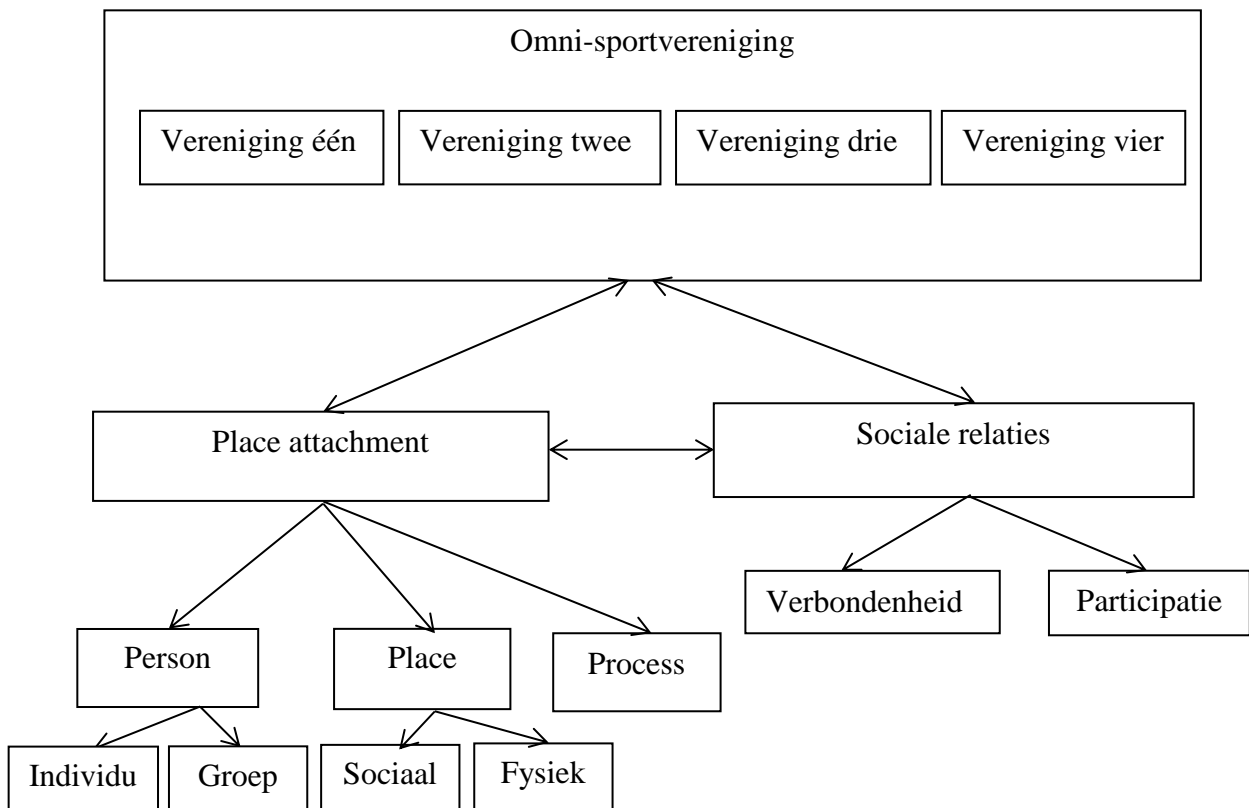 Omni-sportvereniging
Vereniging één
Vereniging twee
Vereniging drie
Vereniging vier
Place attachment
Sociale relaties
Verbondenheid
Participatie
Person
Place
Process
Individu
Groep
Sociaal
Fysiek